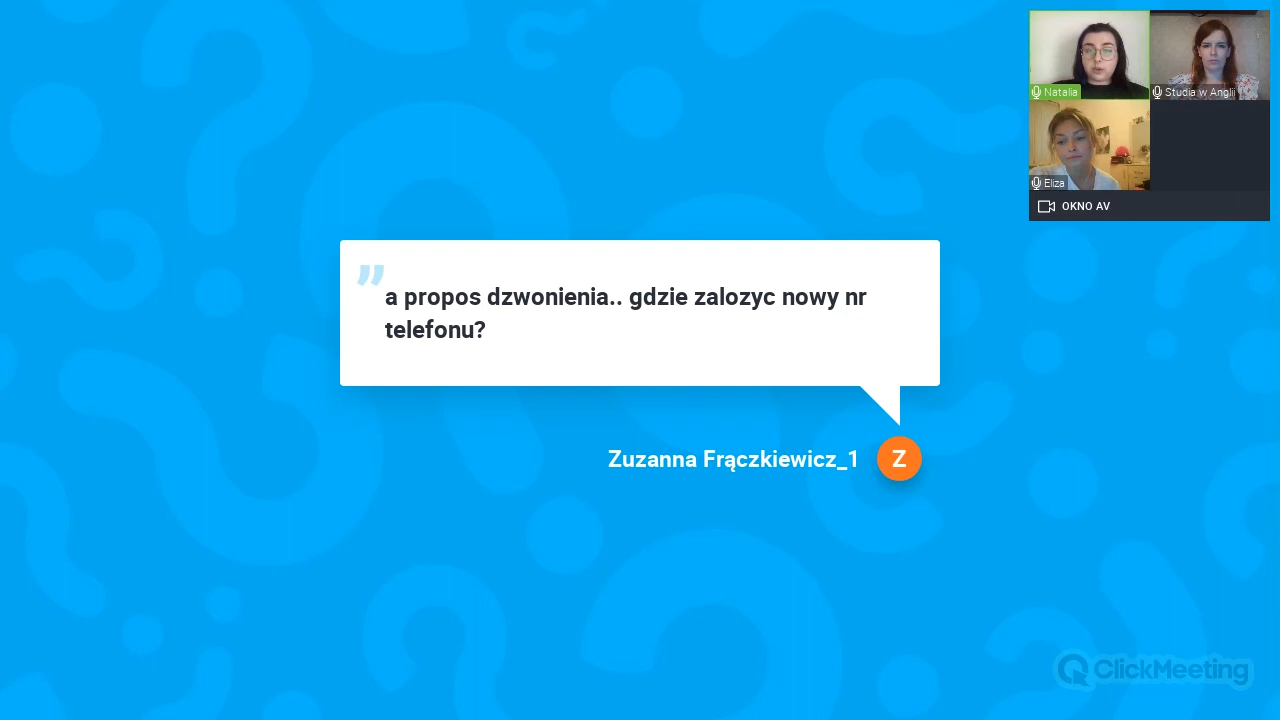 Natalia
Studia w Anglii
Eliza
OKNO AV
a propos dzwonienia.. gdzie zalozyc nowy nr
telefonu?
Zuzanna Frączkiewicz_1
Z
ClickMeeting